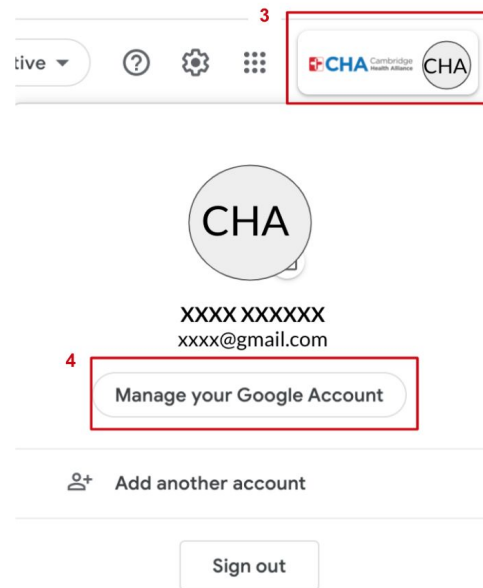 3
tive
CHA Cambridge Health Alliance CHA
CHA
XXXX XXXXXX
xxxx@gmail.com
4
Manage your Google Account
Add another account
Sign out